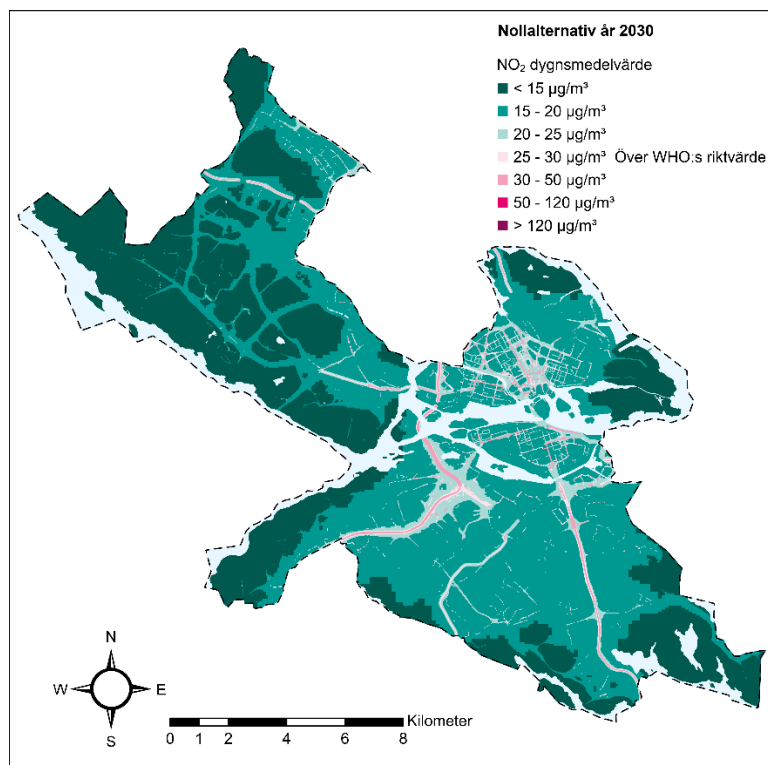 Nollalternativ år 2030
NO₂ dygnsmedelvärde
< 15 µg/m³
15 - 20 µg/m³
20 - 25 µg/m³
25 - 30 µg/m³ Över WHO:s riktvärde
30 - 50 µg/m³
50 - 120 µg/m³
> 120 µg/m³
N
W E
S
Kilometer
0 1 2 4 6 8